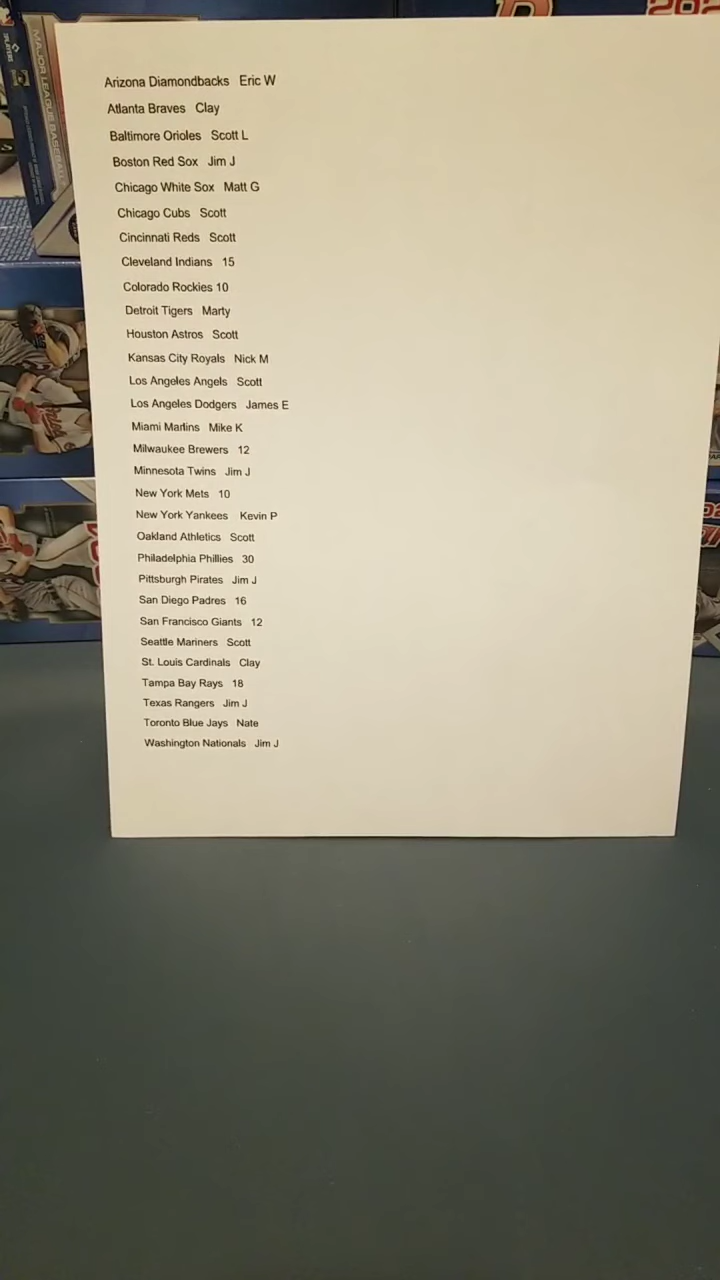 202
MAJOR LEAGUE BASEBALL
Arizona Diamondbacks Eric W
Atlanta Braves Clay
Baltimore Orioles Scott L
Boston Red Sox Jim J
Chicago White Sox Matt G
Chicago Cubs Scott
Cincinnati Reds Scott
Cleveland Indians 15
Colorado Rockies 10
Detroit Tigers Marty
Houston Astros Scott
Kansas City Royals Nick M
Los Angeles Angels Scott
Los Angeles Dodgers James E
Miami Marlins Mike K
Milwaukee Brewers 12
Minnesota Twins Jim J
New York Mets 10
New York Yankees Kevin P
Oakland Athletics Scott
Philadelphia Phillies 30
Pittsburgh Pirates Jim J
San Diego Padres 16
San Francisco Giants 12
Seattle Mariners Scott
St. Louis Cardinals Clay
Tampa Bay Rays 18
Texas Rangers Jim J
Toronto Blue Jays Nate
Washington Nationals Jim J